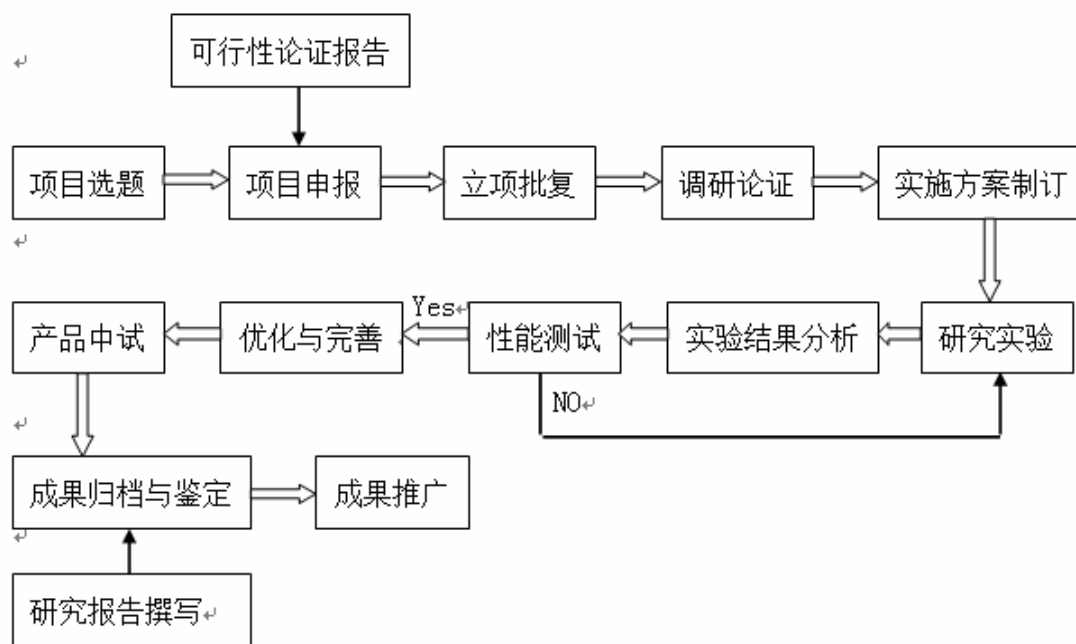 可行性论证报告
项目选题
项目申报
立项批复
调研论证
实施方案制订
产品中试
优化与完善
Yes
性能测试
实验结果分析
研究实验
NO
成果归档与鉴定
成果推广
研究报告撰写